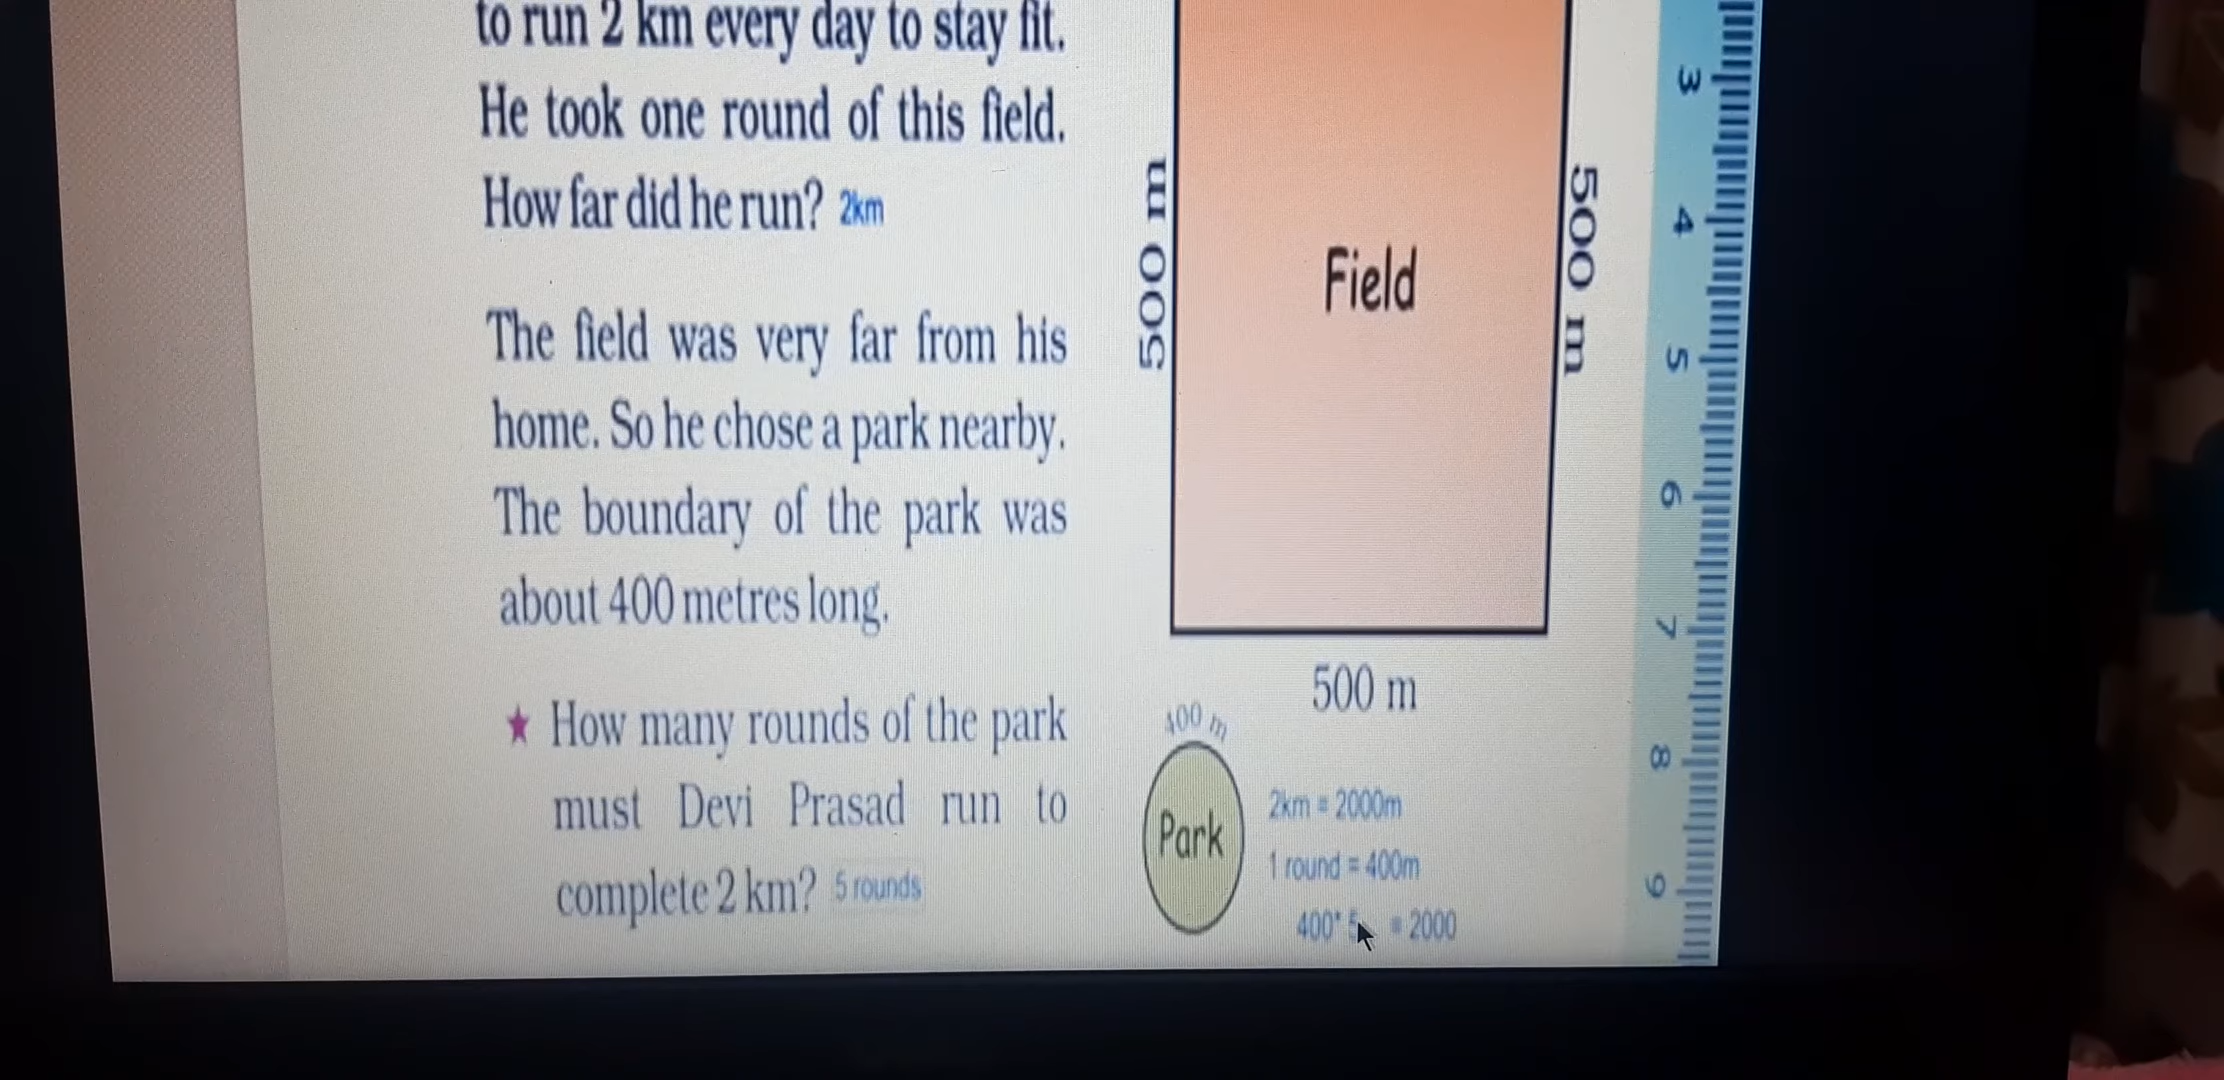 to run 2 km every day to stay fit.
He took one round of this field.
How far did he run? 2km
The field was very far from his
home. So he chose a park nearby.
The boundary of the park was
about 400 metres long.
★ How many rounds of the park
must Devi Prasad run to
complete 2 km? 5 rounds
500 m
Field
500 m
500 m
400 m
Park
2km = 2000m
1 round = 400m
400* 5 = 2000
3
4
5
6
7
8
9